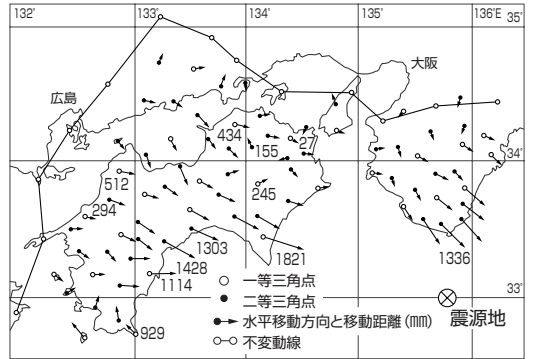 132°
133°
134°
135°
136°E
35°
大阪
広島
434
27
155
34°
512
245
294
1303
1821
1336
1428
1114
929
33°
○ 一等三角点
● 二等三角点
水平移動方向と移動距離(mm)
不変動線
震源地